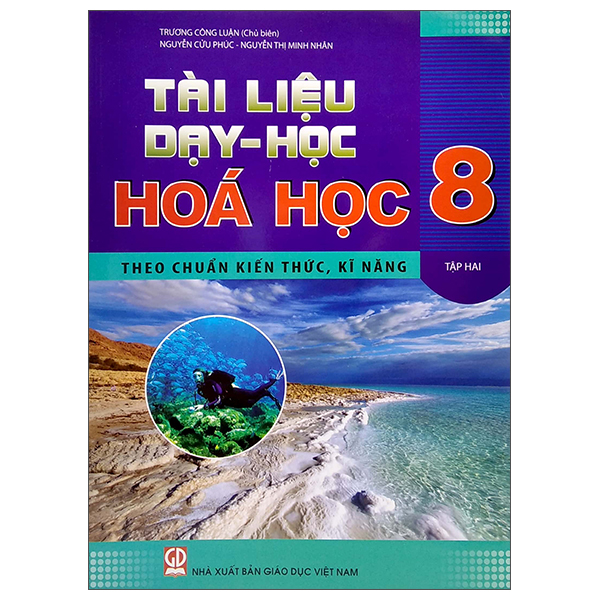 TRƯƠNG CÔNG LUẬN (Chủ biên)
NGUYỄN CỬU PHÚC - NGUYỄN THỊ MINH NHÂN
TÀI LIỆU
DẠY-HỌC
HOÁ HỌC 8
THEO CHUẨN KIẾN THỨC, KĨ NĂNG
TẬP HAI
GD
NHÀ XUẤT BẢN GIÁO DỤC VIỆT NAM